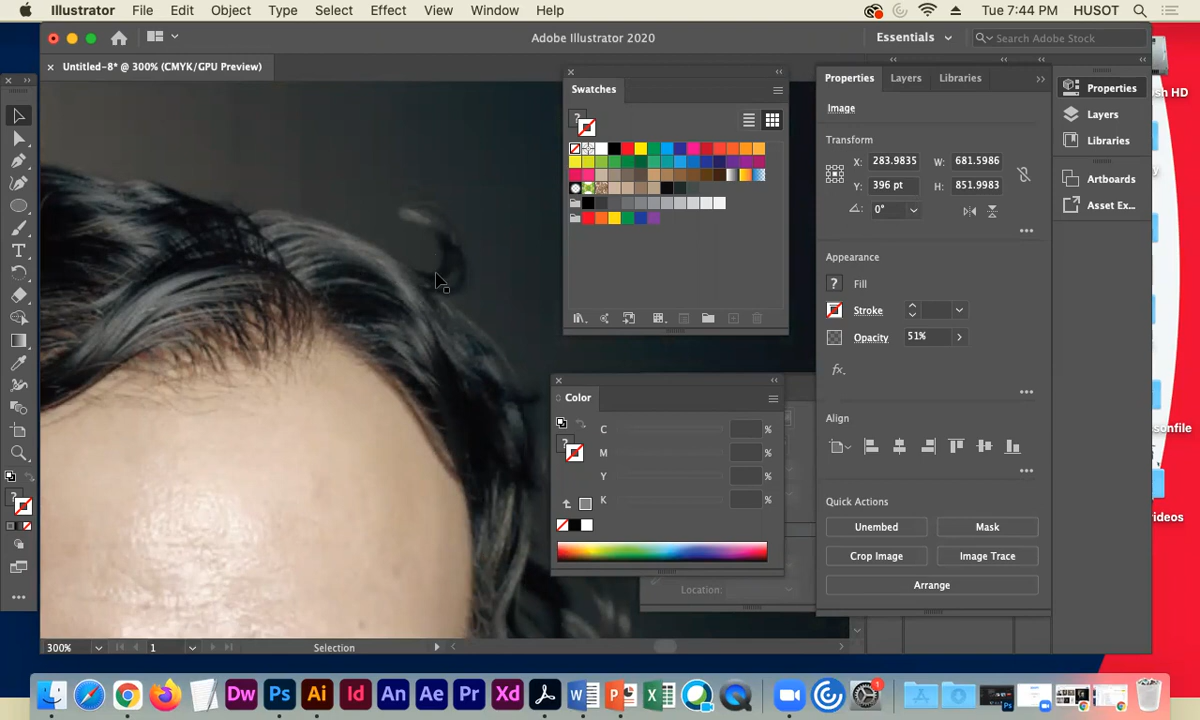 Illustrator File Edit Object Type Select Effect View Window Help Tue 7:44 PM HUSOT
Adobe Illustrator 2020 Essentials Search Adobe Stock
Untitled-8* @ 300% (CMYK/GPU Preview)
Swatches
Properties Layers Libraries
Image
Transform
X: 283.9835 W: 681.5986
Y: 396 pt H: 851.9983
0°
Appearance
? Fill
Stroke
Opacity 51%
fx.
Align
Quick Actions
Unembed Mask
Crop Image Image Trace
Arrange
Color
C %
M %
Y %
K %
Location:
Properties
Layers
Libraries
Artboards
Asset Ex...
sh HD
sonfile
ideos
300% 1 Selection
Dw Ps Ai Id An Ae Pr Xd W P X 1